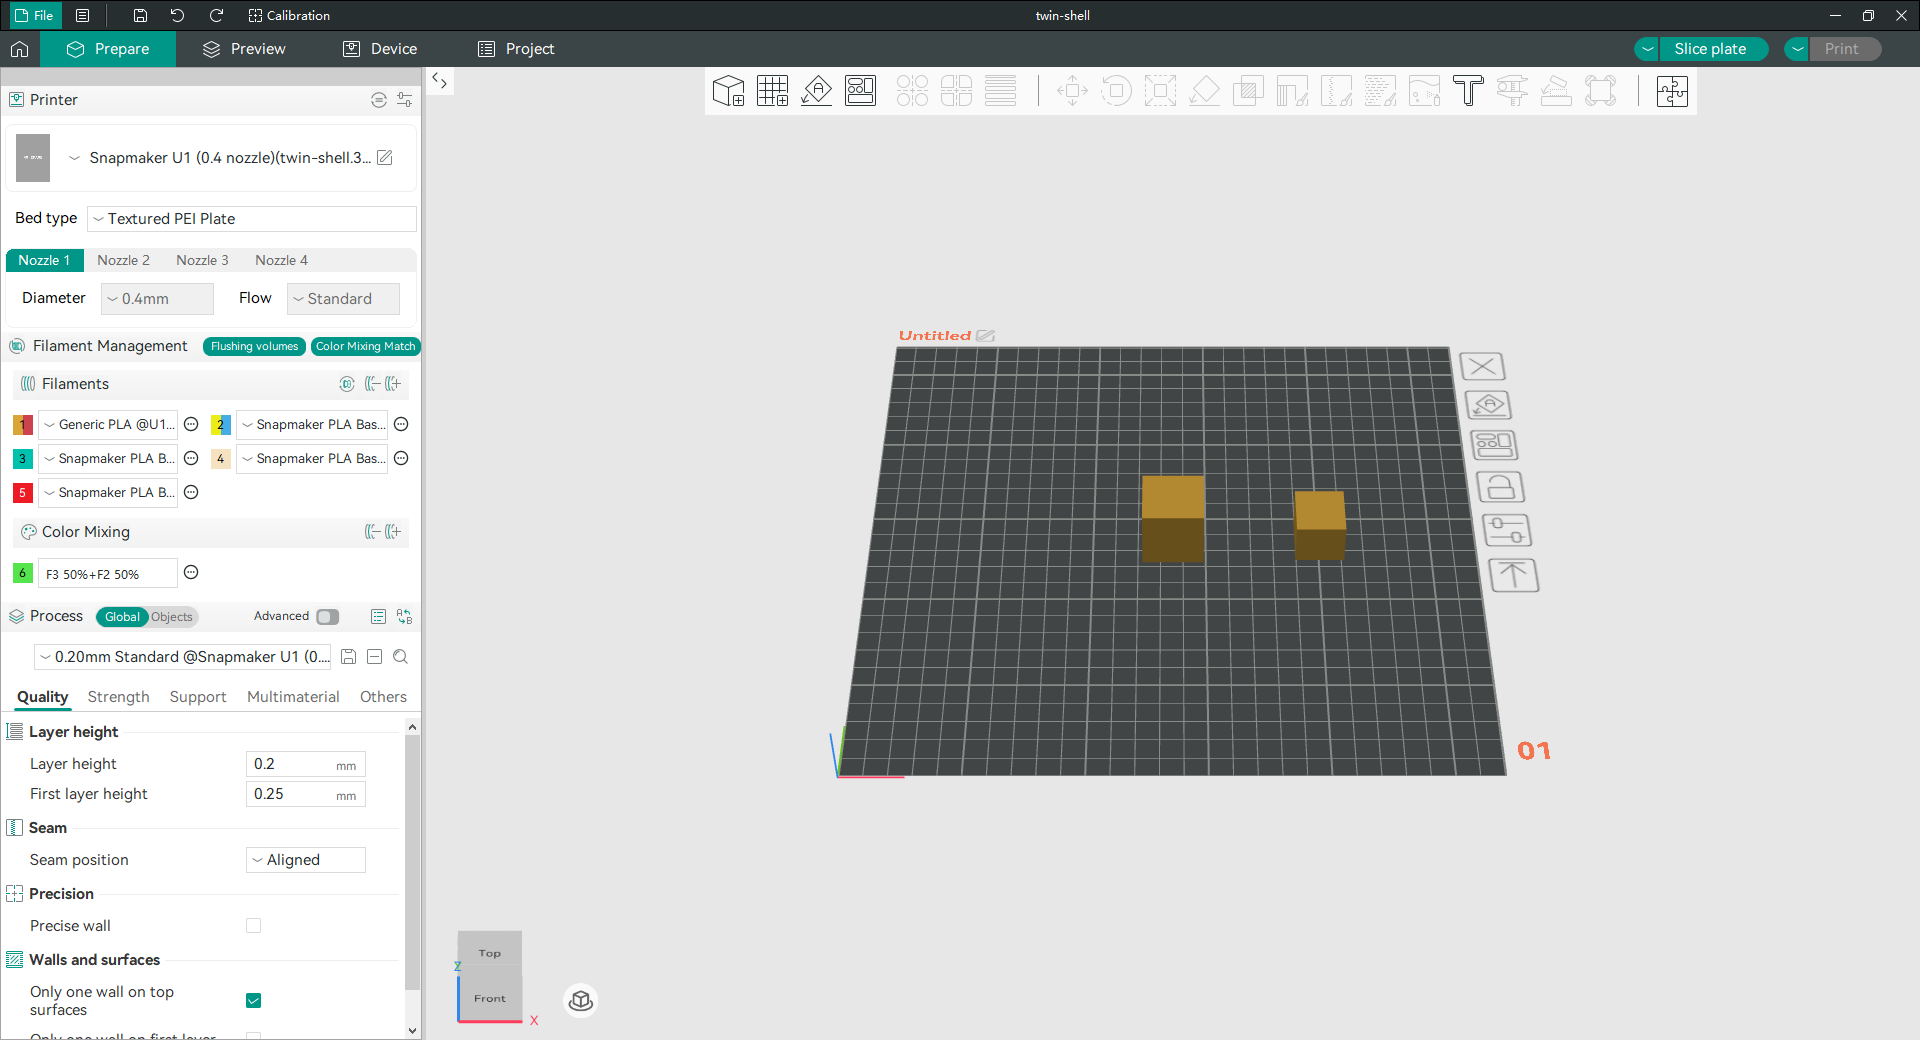 File
Calibration
twin-shell
Prepare
Preview
Device
Project
Slice plate
Print
Printer
Snapmaker U1 (0.4 nozzle)(twin-shell.3...
Bed type
Textured PEI Plate
Nozzle 1
Nozzle 2
Nozzle 3
Nozzle 4
Diameter
0.4mm
Flow
Standard
Filament Management
Flushing volumes
Color Mixing Match
Filaments
1
Generic PLA @U1...
2
Snapmaker PLA Bas...
3
Snapmaker PLA B...
4
Snapmaker PLA Bas...
5
Snapmaker PLA B...
Color Mixing
6
F3 50%+F2 50%
Process
Global
Objects
Advanced
0.20mm Standard @Snapmaker U1 (0....
Quality
Strength
Support
Multimaterial
Others
Layer height
Layer height
0.2
mm
First layer height
0.25
mm
Seam
Seam position
Aligned
Precision
Precise wall
Walls and surfaces
Only one wall on top
surfaces
Only one wall on first layer
Untitled
01
Top
Front
Z
X